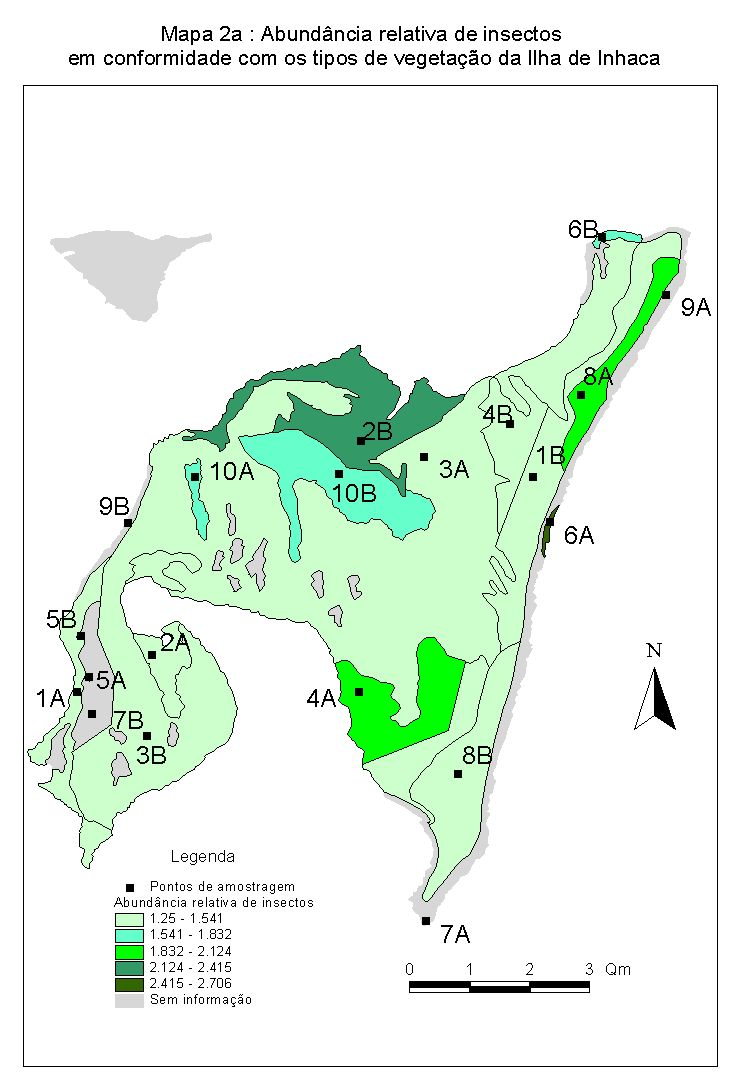 Mapa 2a : Abundância relativa de insectos
em conformidade com os tipos de vegetação da Ilha de Inhaca
6B
9A
8A
4B
2B
1B
3A
10A
10B
9B
6A
5B
2A
N
5A
1A
4A
7B
3B
8B
Legenda
Pontos de amostragem
Abundância relativa de insectos
1.25 - 1.541
1.541 - 1.832
1.832 - 2.124
2.124 - 2.415
2.415 - 2.706
Sem informação
7A
0 1 2 3 Qm